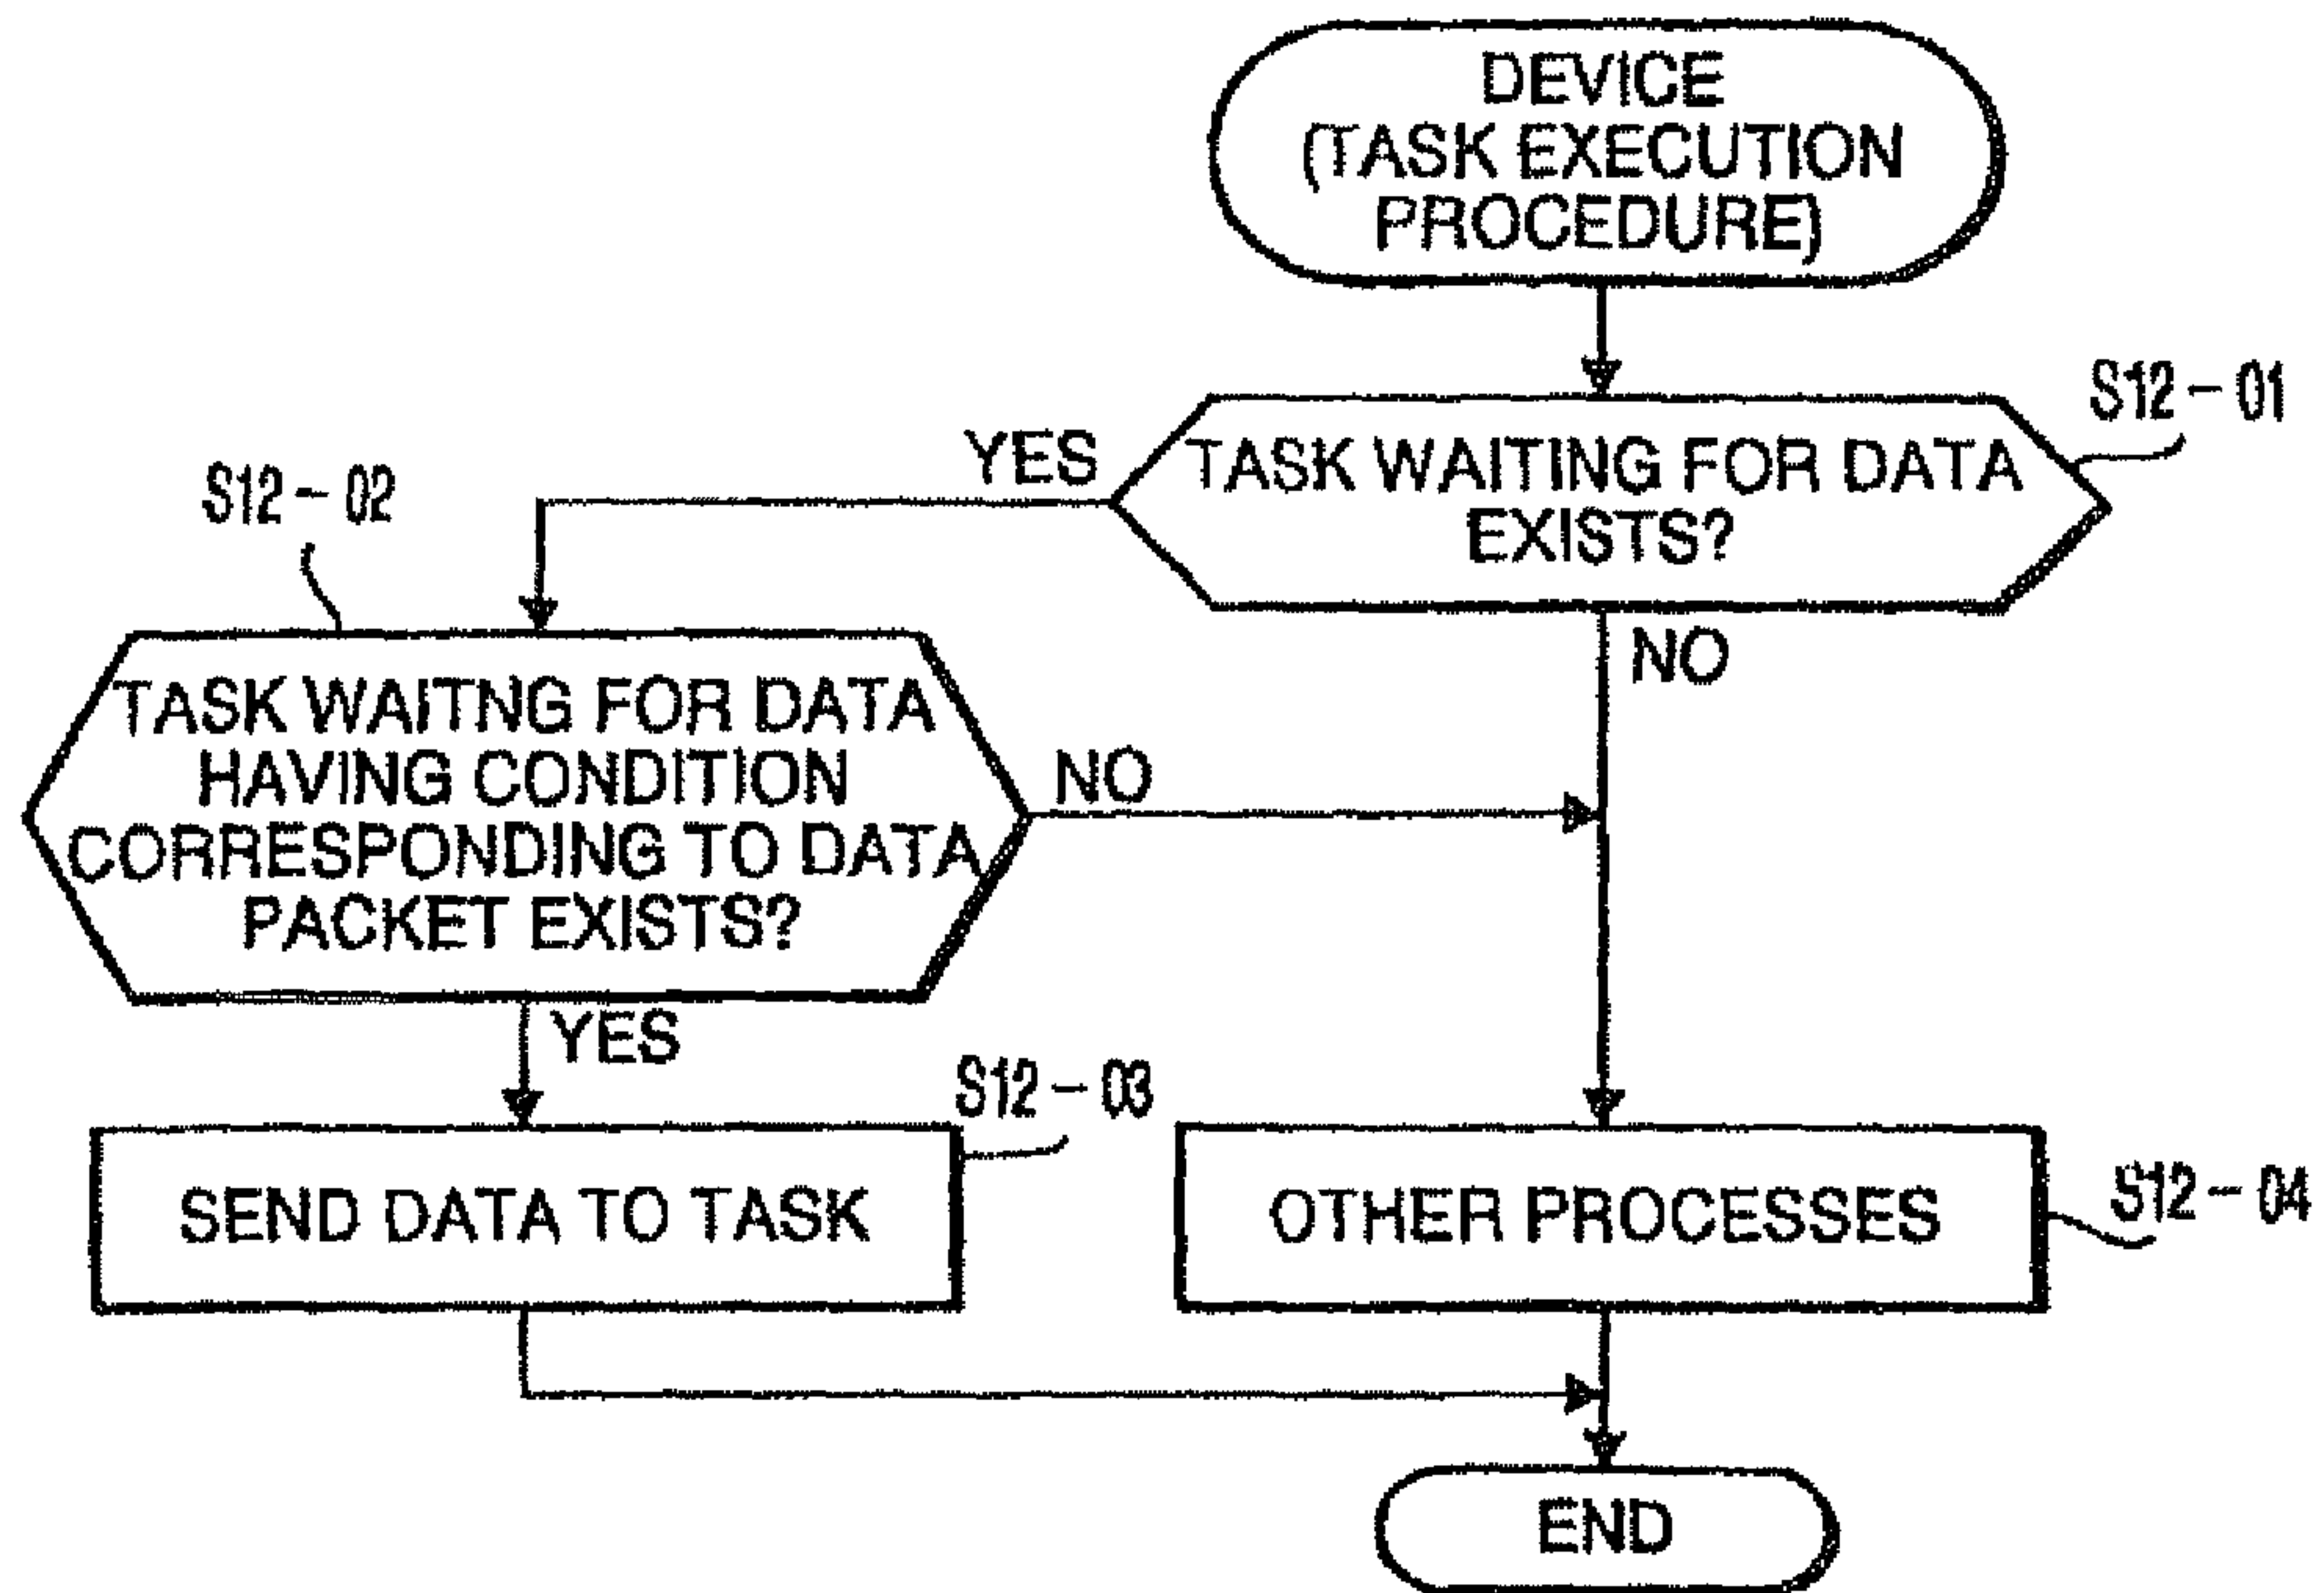 DEVICE
(TASK EXECUTION
PROCEDURE)
S12-01
YES
TASK WAITING FOR DATA
EXISTS?
NO
S12-02
TASK WAITNG FOR DATA
HAVING CONDITION
CORRESPONDING TO DATA
PACKET EXISTS?
NO
YES
S12-03
SEND DATA TO TASK
OTHER PROCESSES
S12-04
END